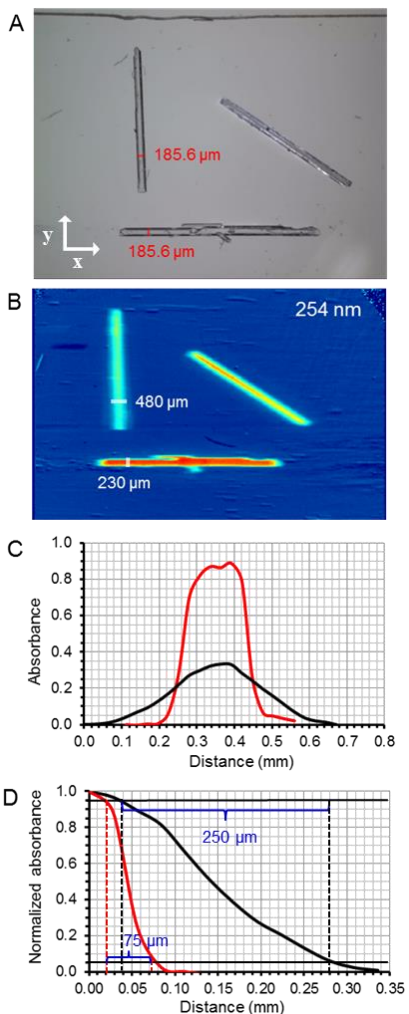 A
185.6 µm
y
x
185.6 µm
B
254 nm
480 µm
230 µm
C
1.0
0.8
0.6
0.4
0.2
0.0
Absorbance
0.0 0.1 0.2 0.3 0.4 0.5 0.6 0.7 0.8
Distance (mm)
D
1.0
0.8
0.6
0.4
0.2
0.0
Normalized absorbance
250 µm
75 µm
0.00 0.05 0.10 0.15 0.20 0.25 0.30 0.35
Distance (mm)